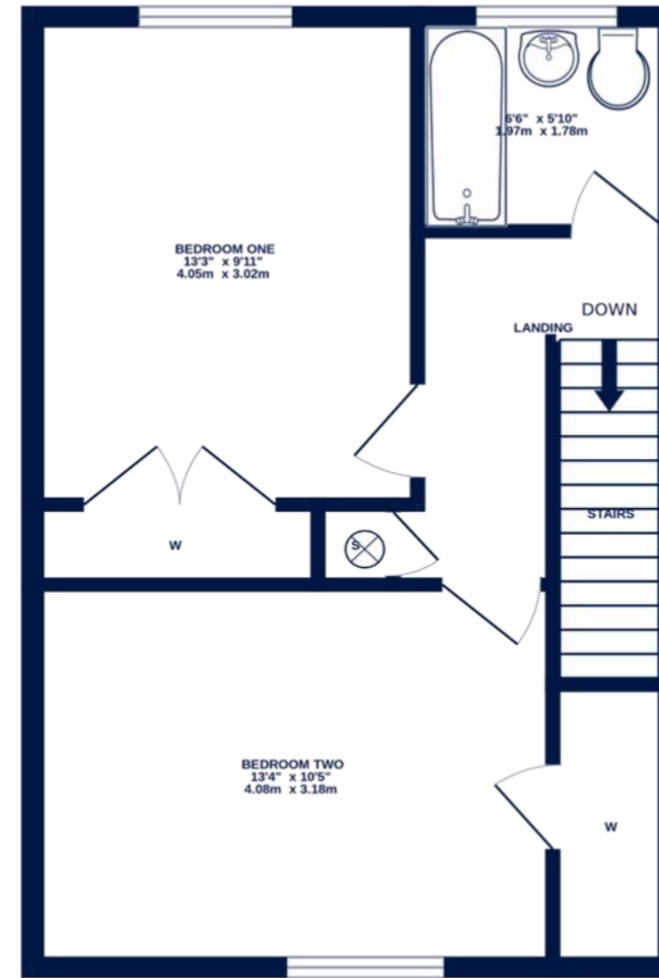 6'6" x 5'10"
1.97m x 1.78m
BEDROOM ONE
13'3" x 9'11"
4.05m x 3.02m
DOWN
LANDING
STAIRS
W
S
BEDROOM TWO
13'4" x 10'5"
4.08m x 3.18m
W